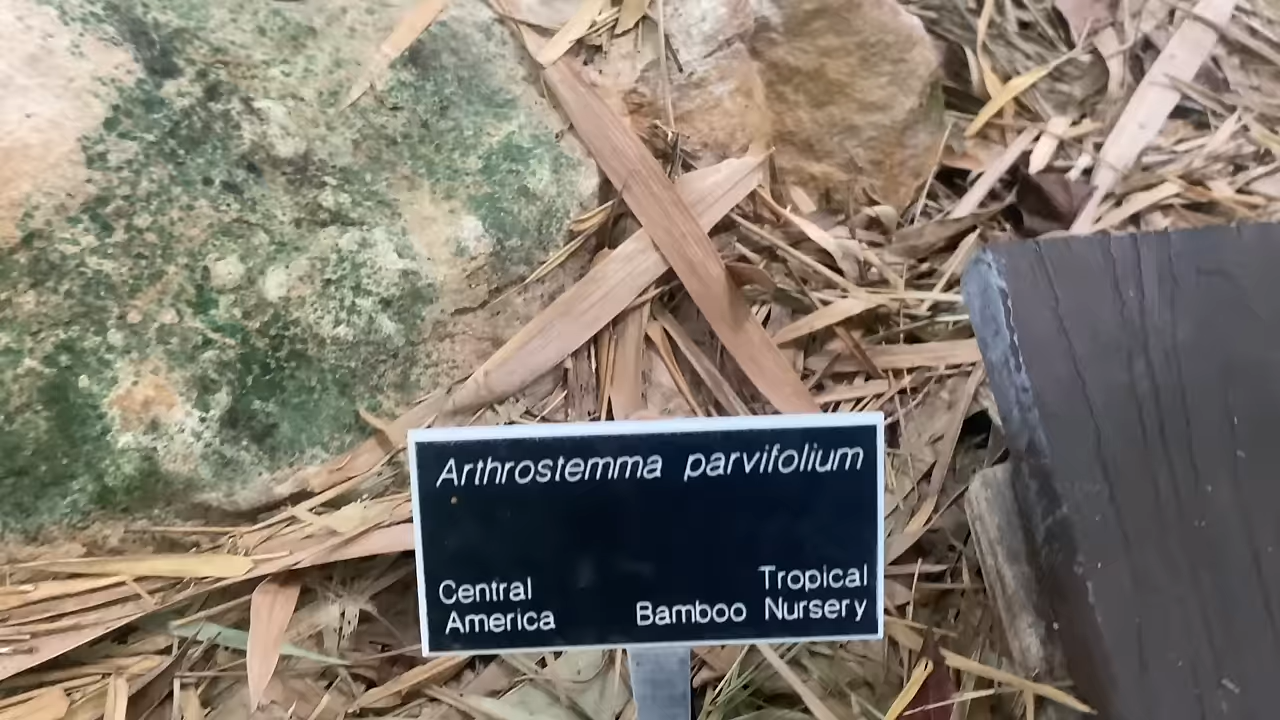 Arthrostemma parvifolium
Central
America
Tropical
Bamboo Nursery